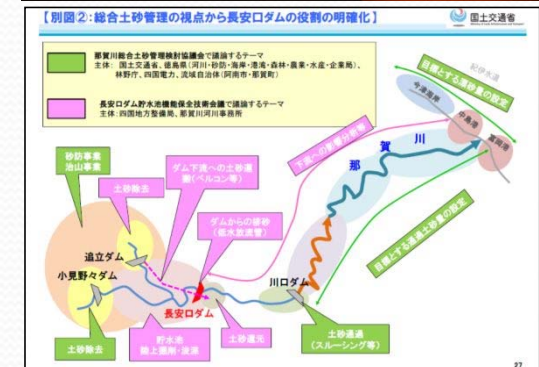 【別図②:総合土砂管理の視点から長安口ダムの役割の明確化】
国土交通省
那賀川総合土砂管理検討協議会で議論するテーマ
主体: 国土交通省、徳島県(河川・砂防・海岸・港湾・森林・農業・水産・企業局)、
林野庁、四国電力、流域自治体(阿南市・那賀町)
長安口ダム貯水池機能保全技術会議で議論するテーマ
主体:四国地方整備局、那賀川河川事務所
紀伊水道
目標とする漂砂量の設定
今津海岸
中島港
富岡港
下流への影響分析等
那賀川
砂防事業
治山事業
土砂除去
ダム下流への土砂運
搬(ベルコン等)
ダムからの排砂
(低水放流管)
目標とする通過土砂量の設定
追立ダム
小見野々ダム
川口ダム
長安口ダム
土砂除去
貯水池
陸上掘削・浚渫
土砂還元
土砂通過
(スルーシング等)
27